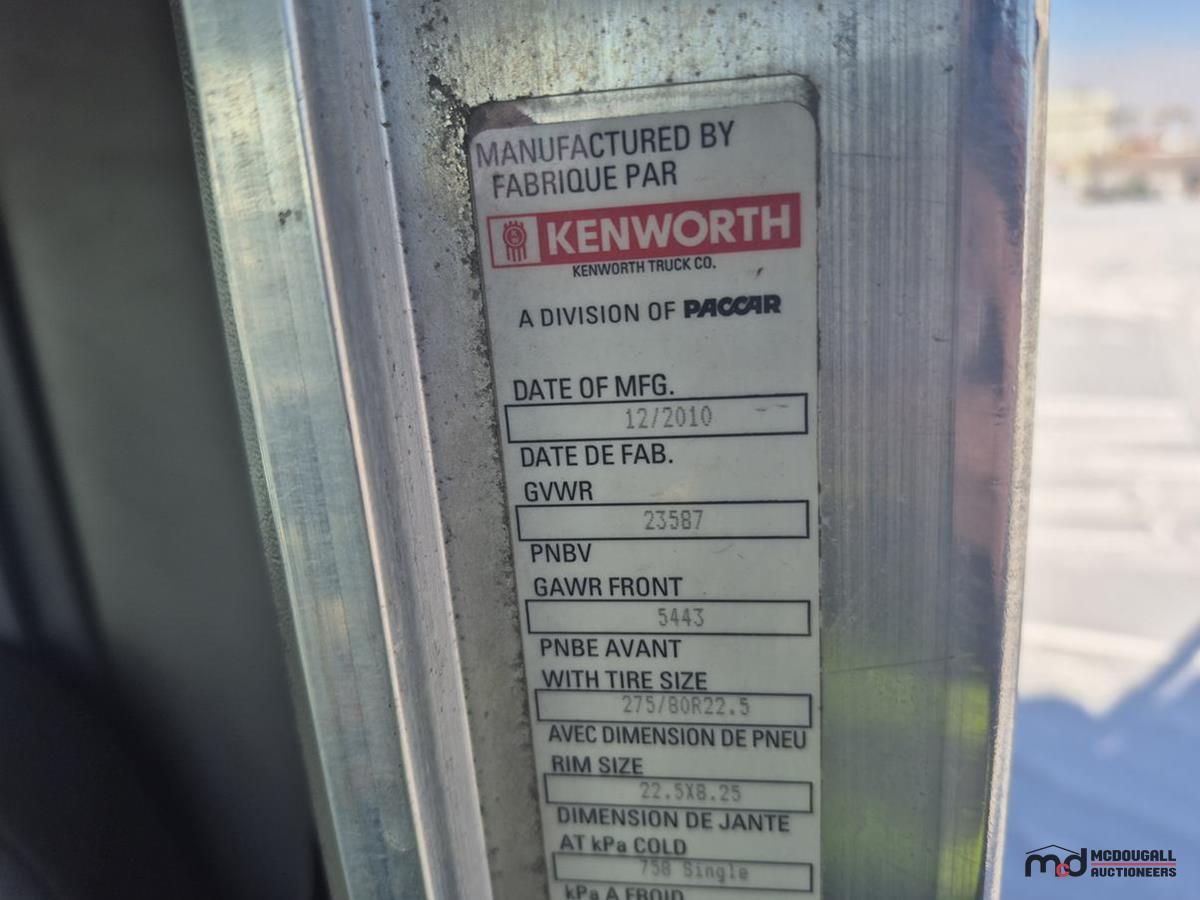 MANUFACTURED BY
FABRIQUE PAR
KENWORTH
KENWORTH TRUCK CO.
A DIVISION OF PACCAR
DATE OF MFG.
12/2010
DATE DE FAB.
GVWR
23587
PNBV
GAWR FRONT
5443
PNBE AVANT
WITH TIRE SIZE
275/80R22.5
AVEC DIMENSION DE PNEU
RIM SIZE
22.5X8.25
DIMENSION DE JANTE
AT kPa COLD
758 Single
kPa A FROID
mcd MCDOUGALL
AUCTIONEERS